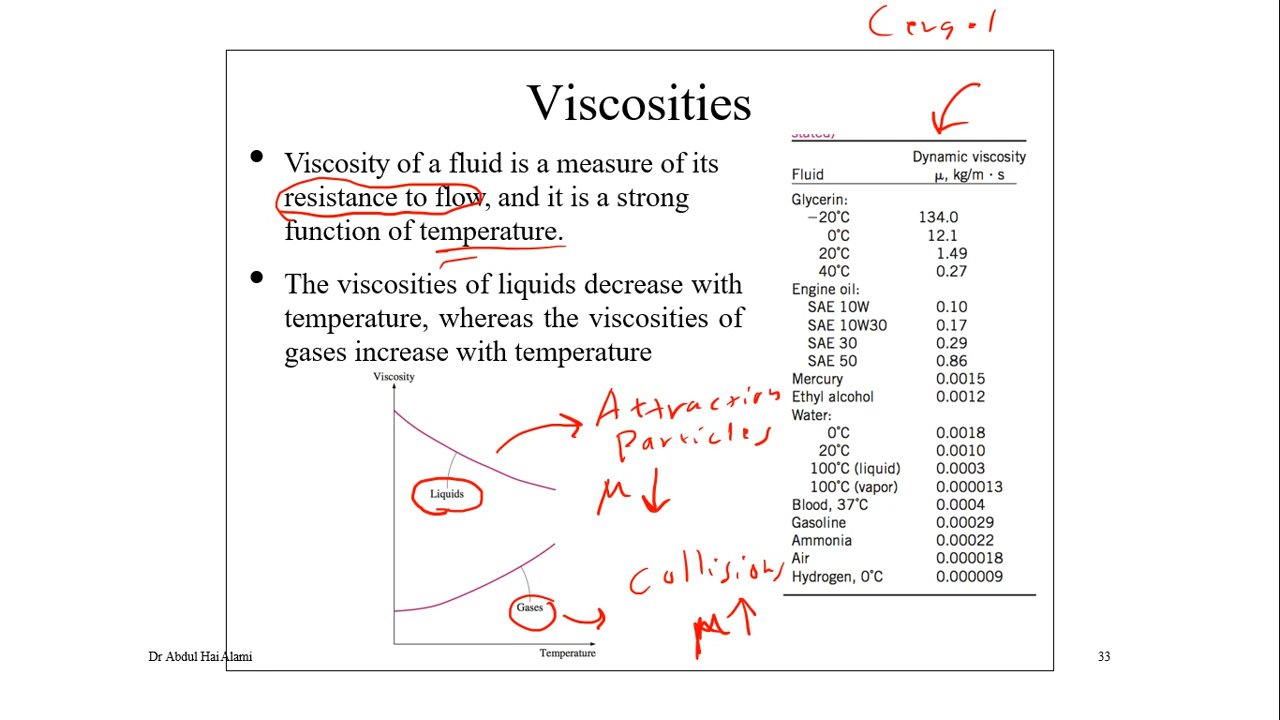 Viscosities
• Viscosity of a fluid is a measure of its
resistance to flow, and it is a strong
function of temperature.
• The viscosities of liquids decrease with
temperature, whereas the viscosities of
gases increase with temperature
Viscosity
Liquids
Gases
Temperature
Attraction
Particles
μ ↓
Collisions
μ ↑
stated)
Fluid Dynamic viscosity
μ, kg/m · s
Glycerin:
−20°C 134.0
0°C 12.1
20°C 1.49
40°C 0.27
Engine oil:
SAE 10W 0.10
SAE 10W30 0.17
SAE 30 0.29
SAE 50 0.86
Mercury 0.0015
Ethyl alcohol 0.0012
Water:
0°C 0.0018
20°C 0.0010
100°C (liquid) 0.0003
100°C (vapor) 0.000013
Blood, 37°C 0.0004
Gasoline 0.00029
Ammonia 0.00022
Air 0.000018
Hydrogen, 0°C 0.000009
Dr Abdul Hai Alami
33